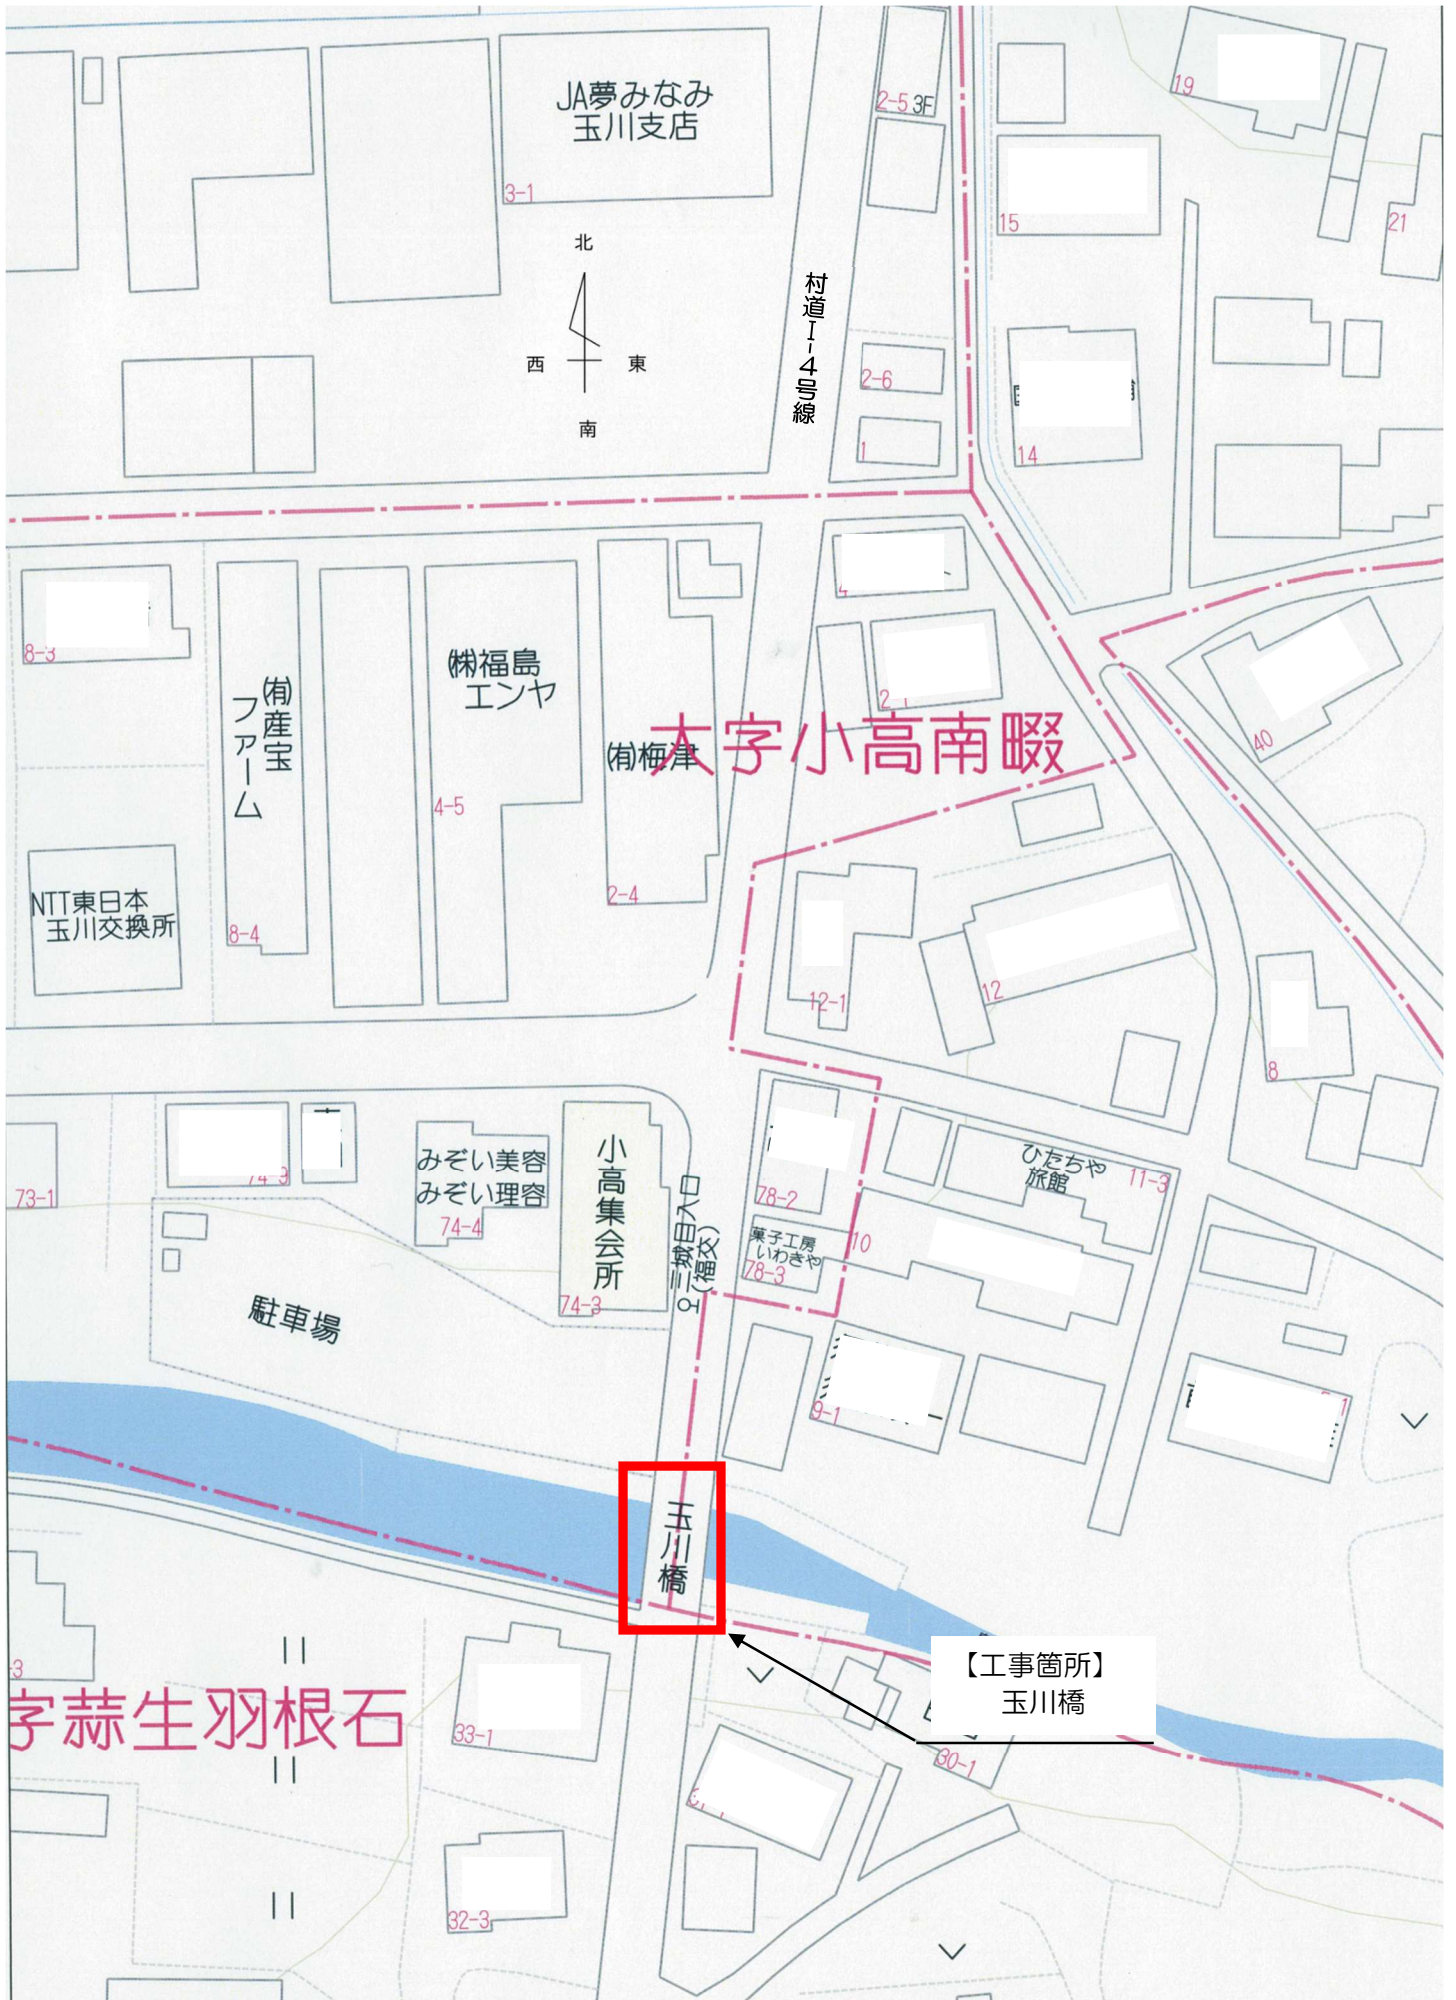 JA夢みなみ
玉川支店
3-1
2-5 3F
19
15
21
北
西
東
南
村道Ⅰ-4号線
2-6
1
14
8-3
㈲産宝
ファーム
8-4
㈱福島
エンヤ
4-5
㈲梅津
2-4
4
大字小高南畷
40
NTT東日本
玉川交換所
12-1
12
8
73-1
みぞい美容
みぞい理容
74-4
小高集会所
74-3
三城目入口
(福交)
78-2
菓子工房
いわきや
78-3
10
ひたちや
旅館
11-3
駐車場
9-1
玉川橋
【工事箇所】
玉川橋
字蒜生羽根石
33-1
30-1
32-3